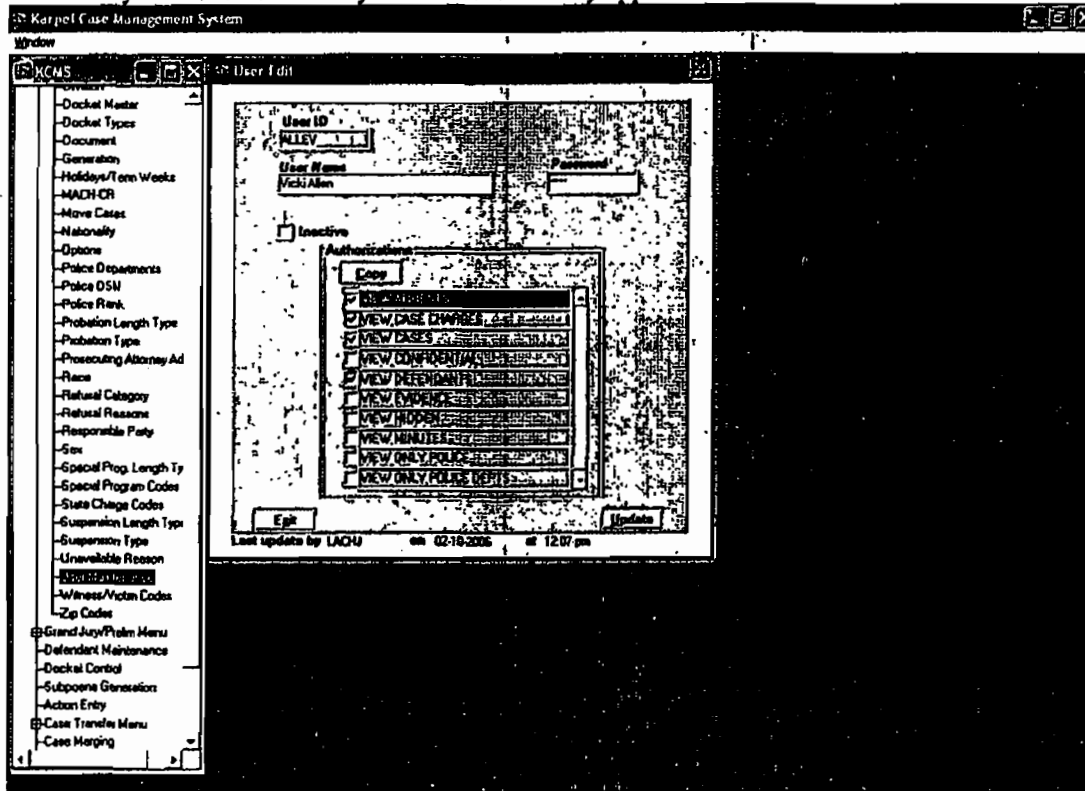 Karpel Case Management System
Window
KCMS
Division
Docket Master
Docket Types
Document
Generation
Holidays/Term Weeks
MACH-CR
Move Cases
Nationality
Options
Police Departments
Police DSN
Police Rank
Probation Length Type
Probation Type
Prosecuting Attorney Ad
Race
Refusal Category
Refusal Reasons
Responsible Party
Sex
Special Prog. Length Ty
Special Program Codes
State Charge Codes
Suspension Length Type
Suspension Type
Unavailable Reason
Witness/Victim Codes
Zip Codes
Grand Jury/Prelim Menu
Defendant Maintenance
Docket Control
Subpoena Generation
Action Entry
Case Transfer Menu
Case Merging
User Edit
User ID
ALLEV
User Name
Password
Vicki Allen
Inactive
Authorizations
Copy
VIEW CASE CHARGES
VIEW CASES
VIEW CONFIDENTIAL
VIEW DEFENDANTS
VIEW EVIDENCE
VIEW HIDDEN
VIEW MINUTES
VIEW ONLY POLICE
VIEW ONLY POLICE DEPTS
Exit
Update
Last update by LACHJ on 02-10-2006 at 12:07 pm